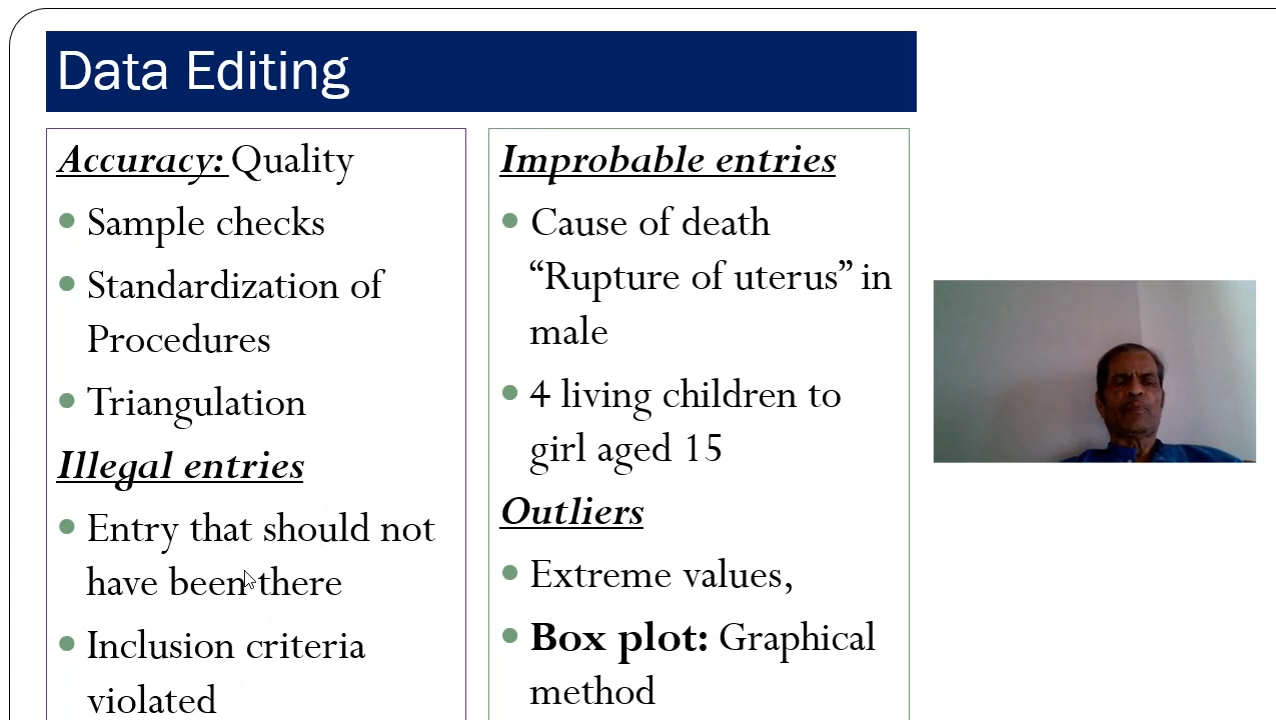 Data Editing
Accuracy: Quality
Sample checks
Standardization of
Procedures
Triangulation
Illegal entries
Entry that should not
have been there
Inclusion criteria
violated
Improbable entries
Cause of death
“Rupture of uterus” in
male
4 living children to
girl aged 15
Outliers
Extreme values,
Box plot: Graphical
method